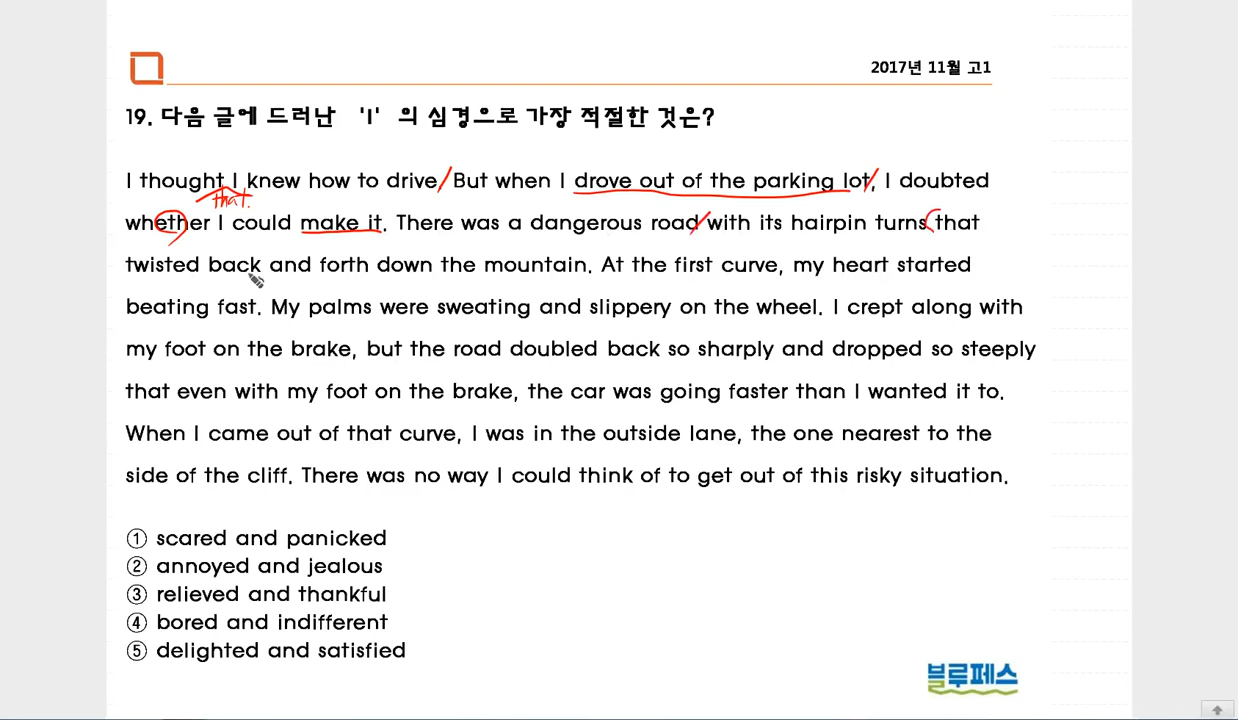 2017년 11월 고1
19. 다음 글에 드러난 'I' 의 심경으로 가장 적절한 것은?
I thought I knew how to drive. But when I drove out of the parking lot, I doubted
that.
whether I could make it. There was a dangerous road with its hairpin turns that
twisted back and forth down the mountain. At the first curve, my heart started
beating fast. My palms were sweating and slippery on the wheel. I crept along with
my foot on the brake, but the road doubled back so sharply and dropped so steeply
that even with my foot on the brake, the car was going faster than I wanted it to.
When I came out of that curve, I was in the outside lane, the one nearest to the
side of the cliff. There was no way I could think of to get out of this risky situation.
① scared and panicked
② annoyed and jealous
③ relieved and thankful
④ bored and indifferent
⑤ delighted and satisfied
블루페스